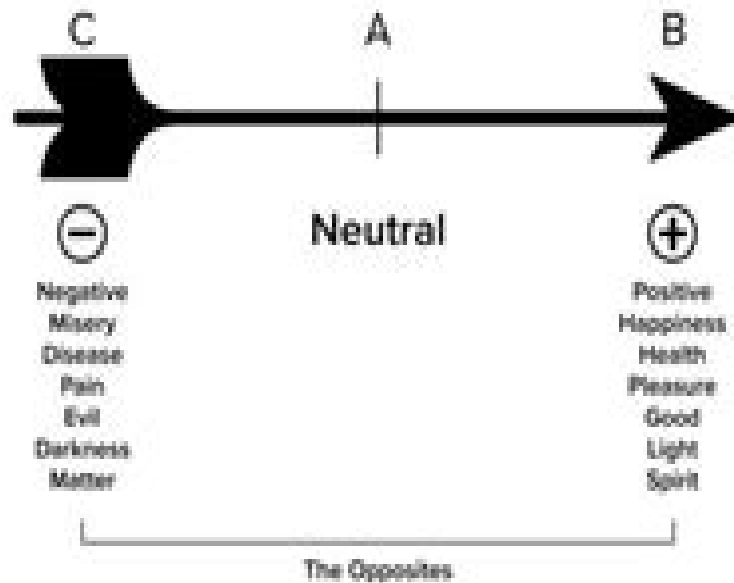 C A B
− Neutral +
Negative Positive
Misery Happiness
Disease Health
Pain Pleasure
Evil Good
Darkness Light
Matter Spirit
The Opposites